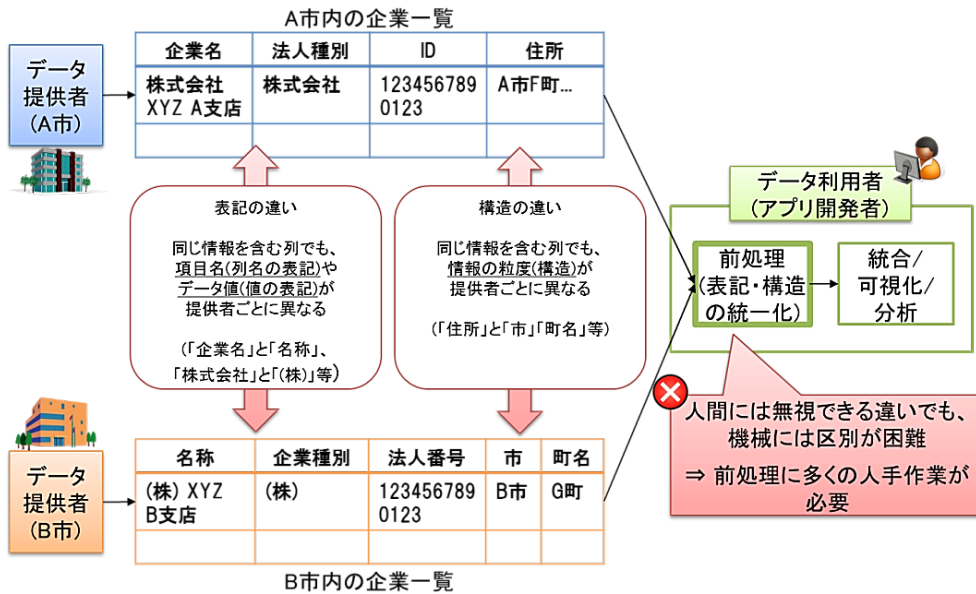 A市内の企業一覧
データ
提供者
(A市)
企業名 法人種別 ID 住所
株式会社 株式会社 123456789 A市F町…
XYZ A支店 0123
表記の違い
同じ情報を含む列でも、
項目名(列名の表記)や
データ値(値の表記)が
提供者ごとに異なる
(「企業名」と「名称」、
「株式会社」と「(株)」等)
構造の違い
同じ情報を含む列でも、
情報の粒度(構造)が
提供者ごとに異なる
(「住所」と「市」「町名」等)
データ利用者
(アプリ開発者)
前処理
(表記・構造
の統一化)
統合/
可視化/
分析
人間には無視できる違いでも、
機械には区別が困難
⇒ 前処理に多くの人手作業が
必要
データ
提供者
(B市)
名称 企業種別 法人番号 市 町名
(株) XYZ (株) 123456789 B市 G町
B支店 0123
B市内の企業一覧